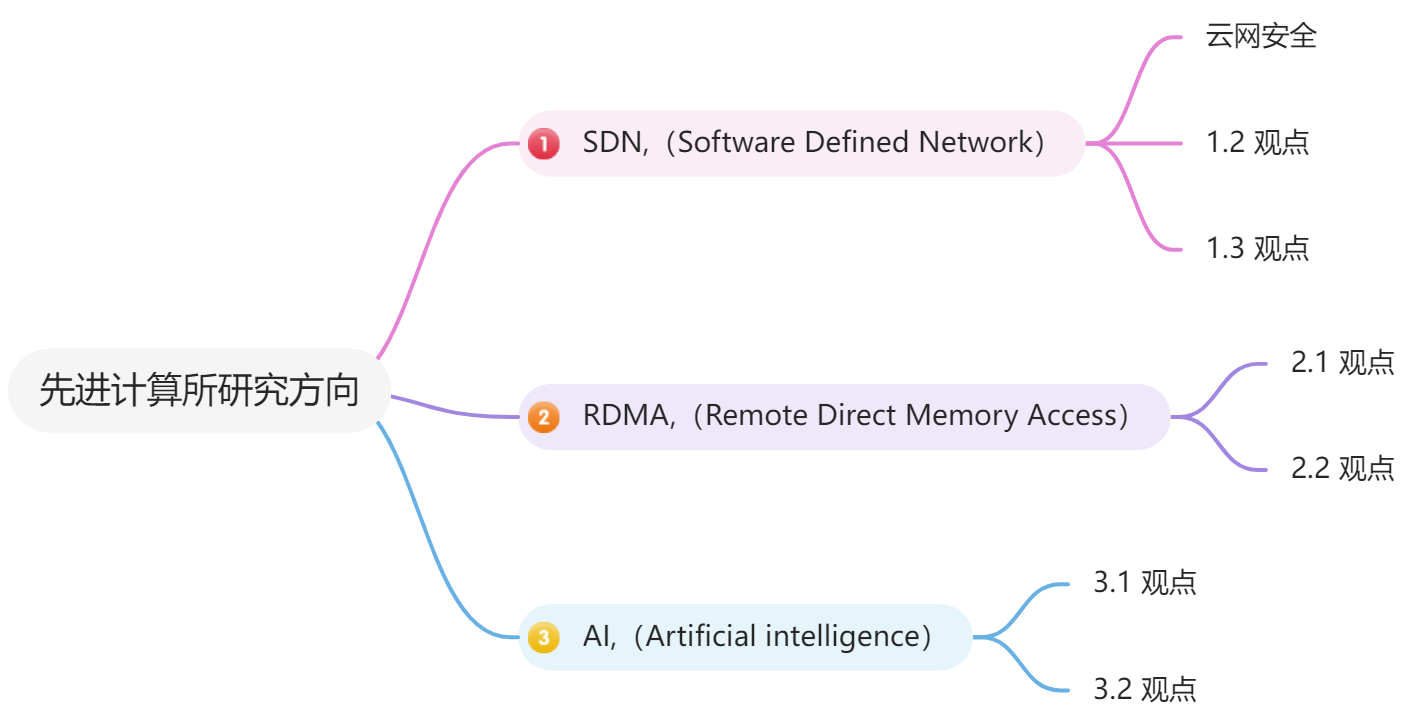 云网安全
1 SDN,（Software Defined Network）
1.2 观点
1.3 观点
先进计算所研究方向
2.1 观点
2 RDMA,（Remote Direct Memory Access）
2.2 观点
3.1 观点
3 AI,（Artificial intelligence）
3.2 观点